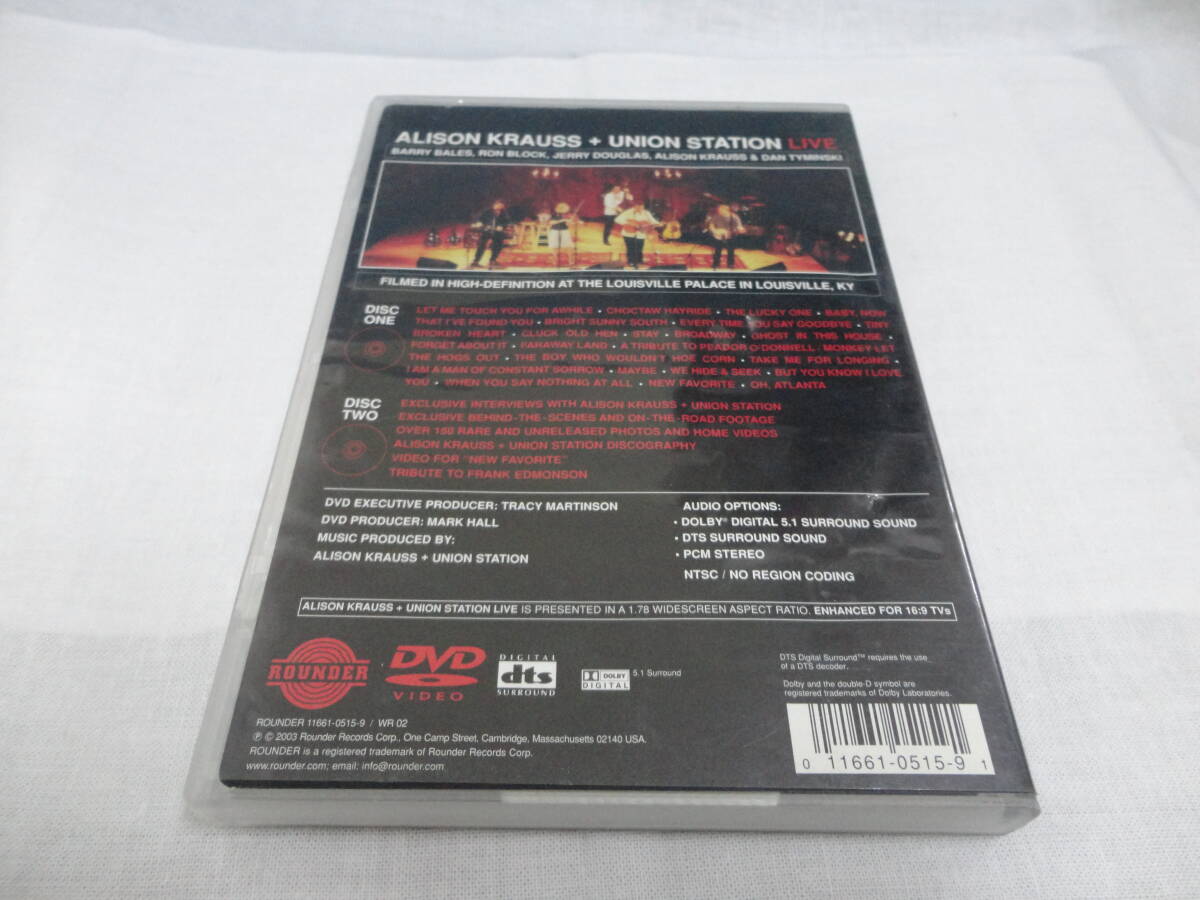 ALISON KRAUSS + UNION STATION LIVE
BARRY BALES, RON BLOCK, JERRY DOUGLAS, ALISON KRAUSS & DAN TYMINSKI
FILMED IN HIGH-DEFINITION AT THE LOUISVILLE PALACE IN LOUISVILLE, KY
DISC ONE
LET ME TOUCH YOU FOR AWHILE • CHOCTAW HAYRIDE • THE LUCKY ONE • BABY, NOW
THAT I'VE FOUND YOU • BRIGHT SUNNY SOUTH • EVERY TIME YOU SAY GOODBYE • TINY
BROKEN HEART • CLUCK OLD HEN • STAY • BROADWAY • GHOST IN THIS HOUSE •
FORGET ABOUT IT • FARAWAY LAND • A TRIBUTE TO PEADOR O'DONNELL / MONKEY LET
THE HOGS OUT • THE BOY WHO WOULDN'T HOE CORN • TAKE ME FOR LONGING •
I AM A MAN OF CONSTANT SORROW • MAYBE • WE HIDE & SEEK • BUT YOU KNOW I LOVE
YOU • WHEN YOU SAY NOTHING AT ALL • NEW FAVORITE • OH, ATLANTA
DISC TWO
EXCLUSIVE INTERVIEWS WITH ALISON KRAUSS + UNION STATION
EXCLUSIVE BEHIND-THE-SCENES AND ON-THE-ROAD FOOTAGE
OVER 150 RARE AND UNRELEASED PHOTOS AND HOME VIDEOS
ALISON KRAUSS + UNION STATION DISCOGRAPHY
VIDEO FOR "NEW FAVORITE"
TRIBUTE TO FRANK EDMONSON
DVD EXECUTIVE PRODUCER: TRACY MARTINSON
DVD PRODUCER: MARK HALL
MUSIC PRODUCED BY:
ALISON KRAUSS + UNION STATION
AUDIO OPTIONS:
• DOLBY® DIGITAL 5.1 SURROUND SOUND
• DTS SURROUND SOUND
• PCM STEREO
NTSC / NO REGION CODING
ALISON KRAUSS + UNION STATION LIVE IS PRESENTED IN A 1.78 WIDESCREEN ASPECT RATIO. ENHANCED FOR 16:9 TVs
ROUNDER
DVD
VIDEO
DIGITAL
dts
SURROUND
DOLBY
DIGITAL
5.1 Surround
DTS Digital Surround™ requires the use
of a DTS decoder.
Dolby and the double-D symbol are
registered trademarks of Dolby Laboratories.
ROUNDER 11661-0515-9 / WR 02
℗ © 2003 Rounder Records Corp., One Camp Street, Cambridge, Massachusetts 02140 USA.
ROUNDER is a registered trademark of Rounder Records Corp.
www.rounder.com; email: info@rounder.com
0 11661-0515-9 1